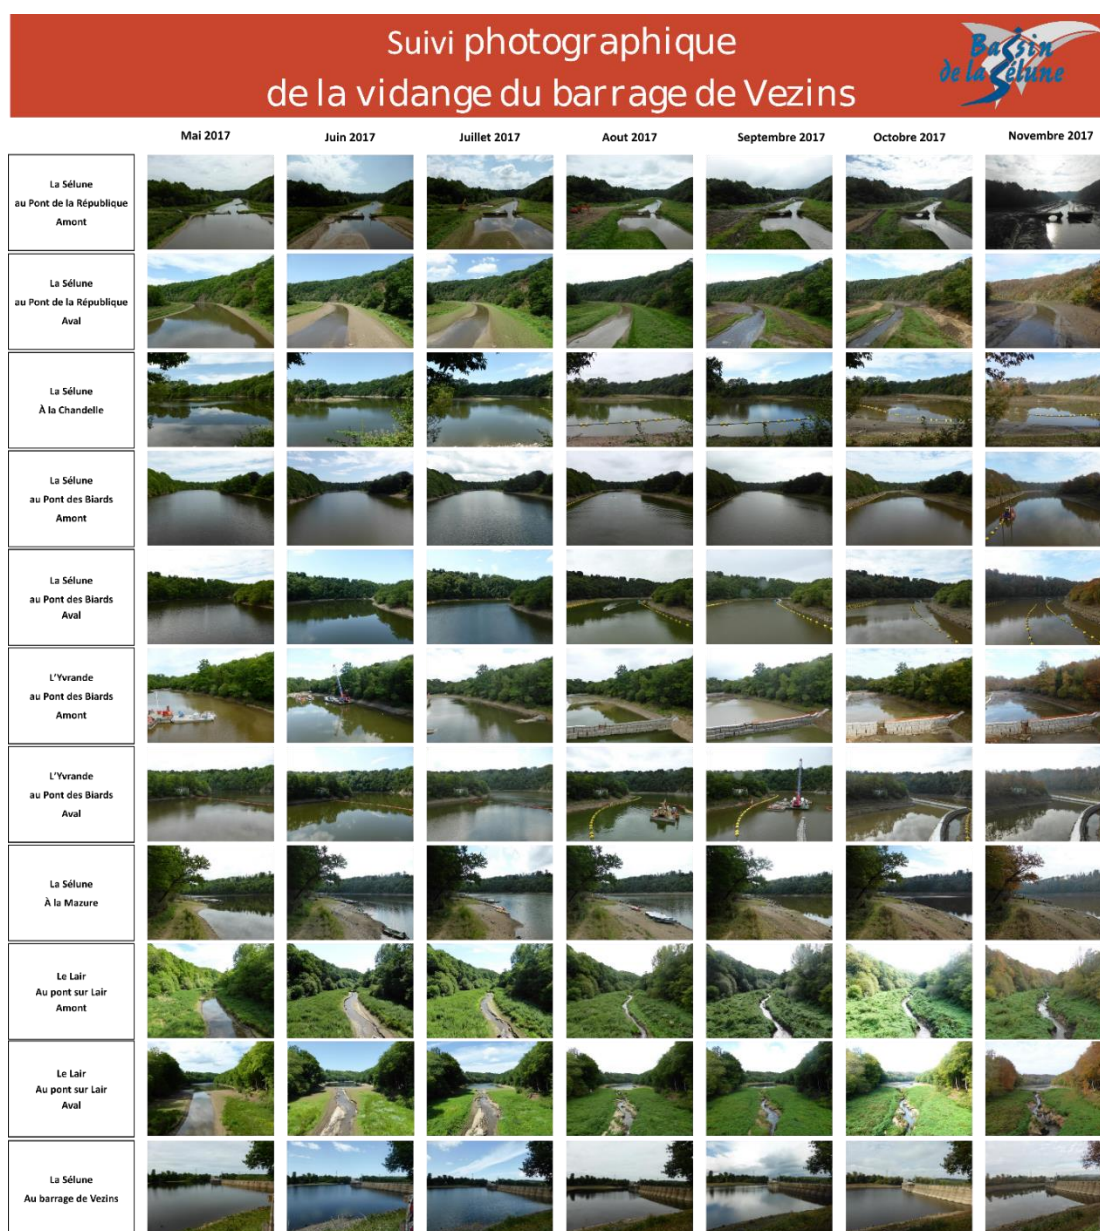 Suivi photographique
de la vidange du barrage de Vezins
Bassin
de la Sélune
Mai 2017
Juin 2017
Juillet 2017
Aout 2017
Septembre 2017
Octobre 2017
Novembre 2017
La Sélune
au Pont de la République
Amont
La Sélune
au Pont de la République
Aval
La Sélune
À la Chandelle
La Sélune
au Pont des Biards
Amont
La Sélune
au Pont des Biards
Aval
L'Yvrande
au Pont des Biards
Amont
L'Yvrande
au Pont des Biards
Aval
La Sélune
À la Mazure
Le Lair
Au pont sur Lair
Amont
Le Lair
Au pont sur Lair
Aval
La Sélune
Au barrage de Vezins